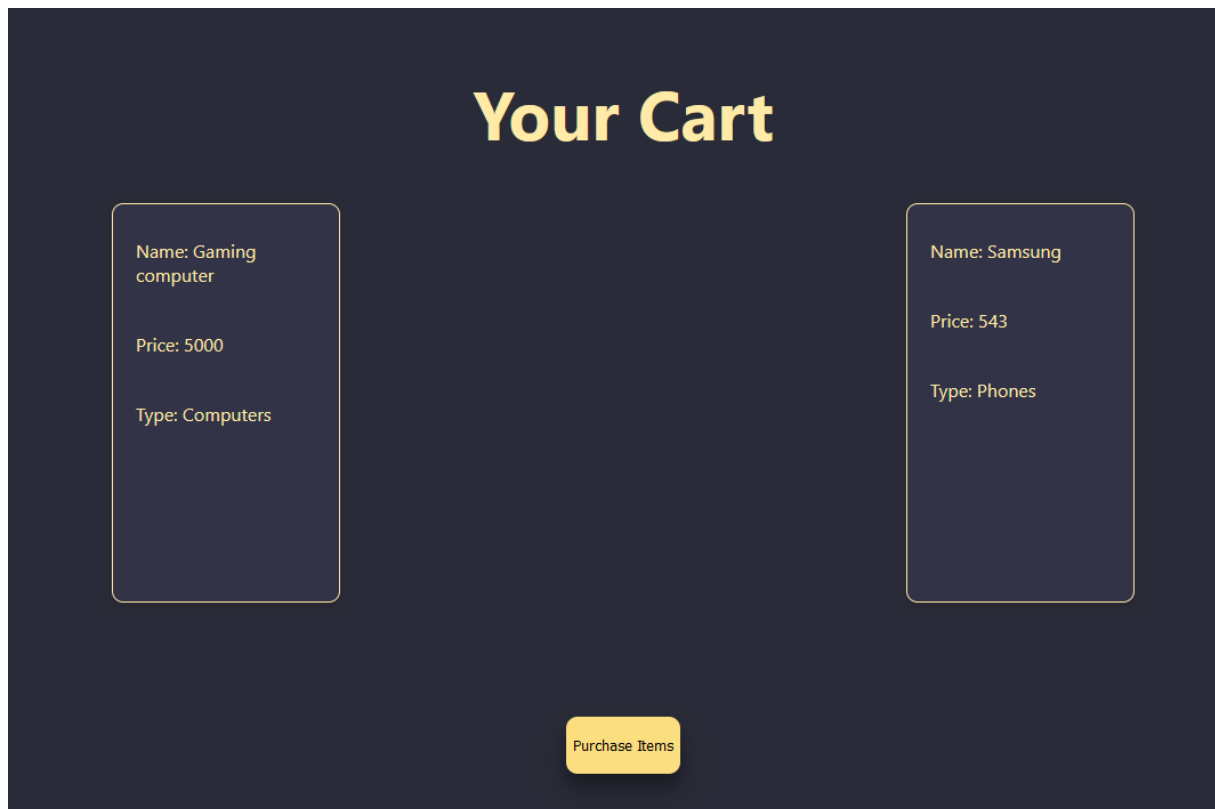 Your Cart
Name: Gaming
computer
Price: 5000
Type: Computers
Name: Samsung
Price: 543
Type: Phones
Purchase Items